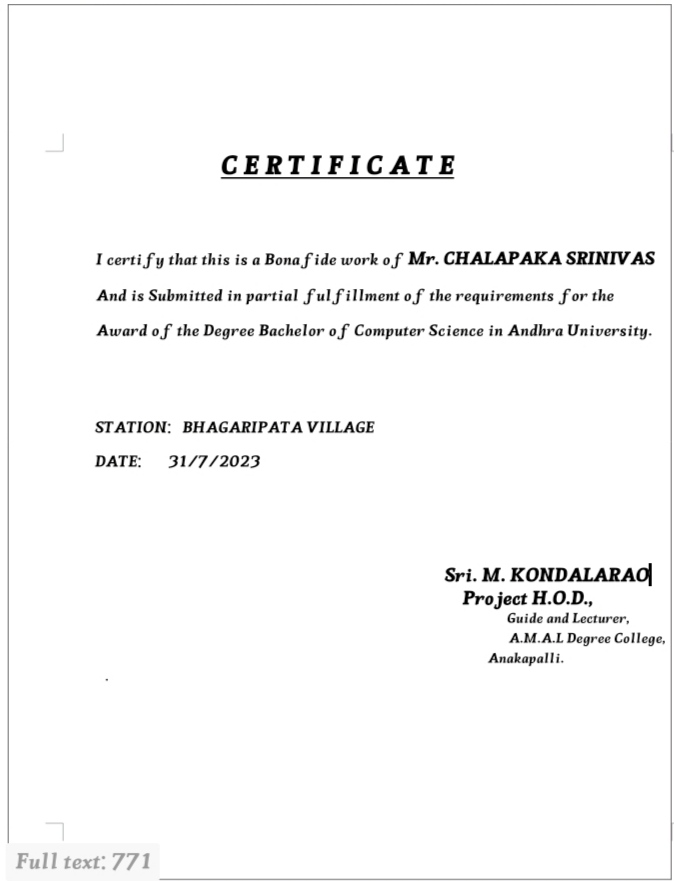 CERTIFICATE
I certify that this is a Bonafide work of Mr. CHALAPAKA SRINIVAS
And is Submitted in partial fulfillment of the requirements for the
Award of the Degree Bachelor of Computer Science in Andhra University.
STATION: BHAGARIPATA VILLAGE
DATE: 31/7/2023
Sri. M. KONDALARAO
Project H.O.D.,
Guide and Lecturer,
A.M.A.L Degree College,
Anakapalli.
.
Full text: 771